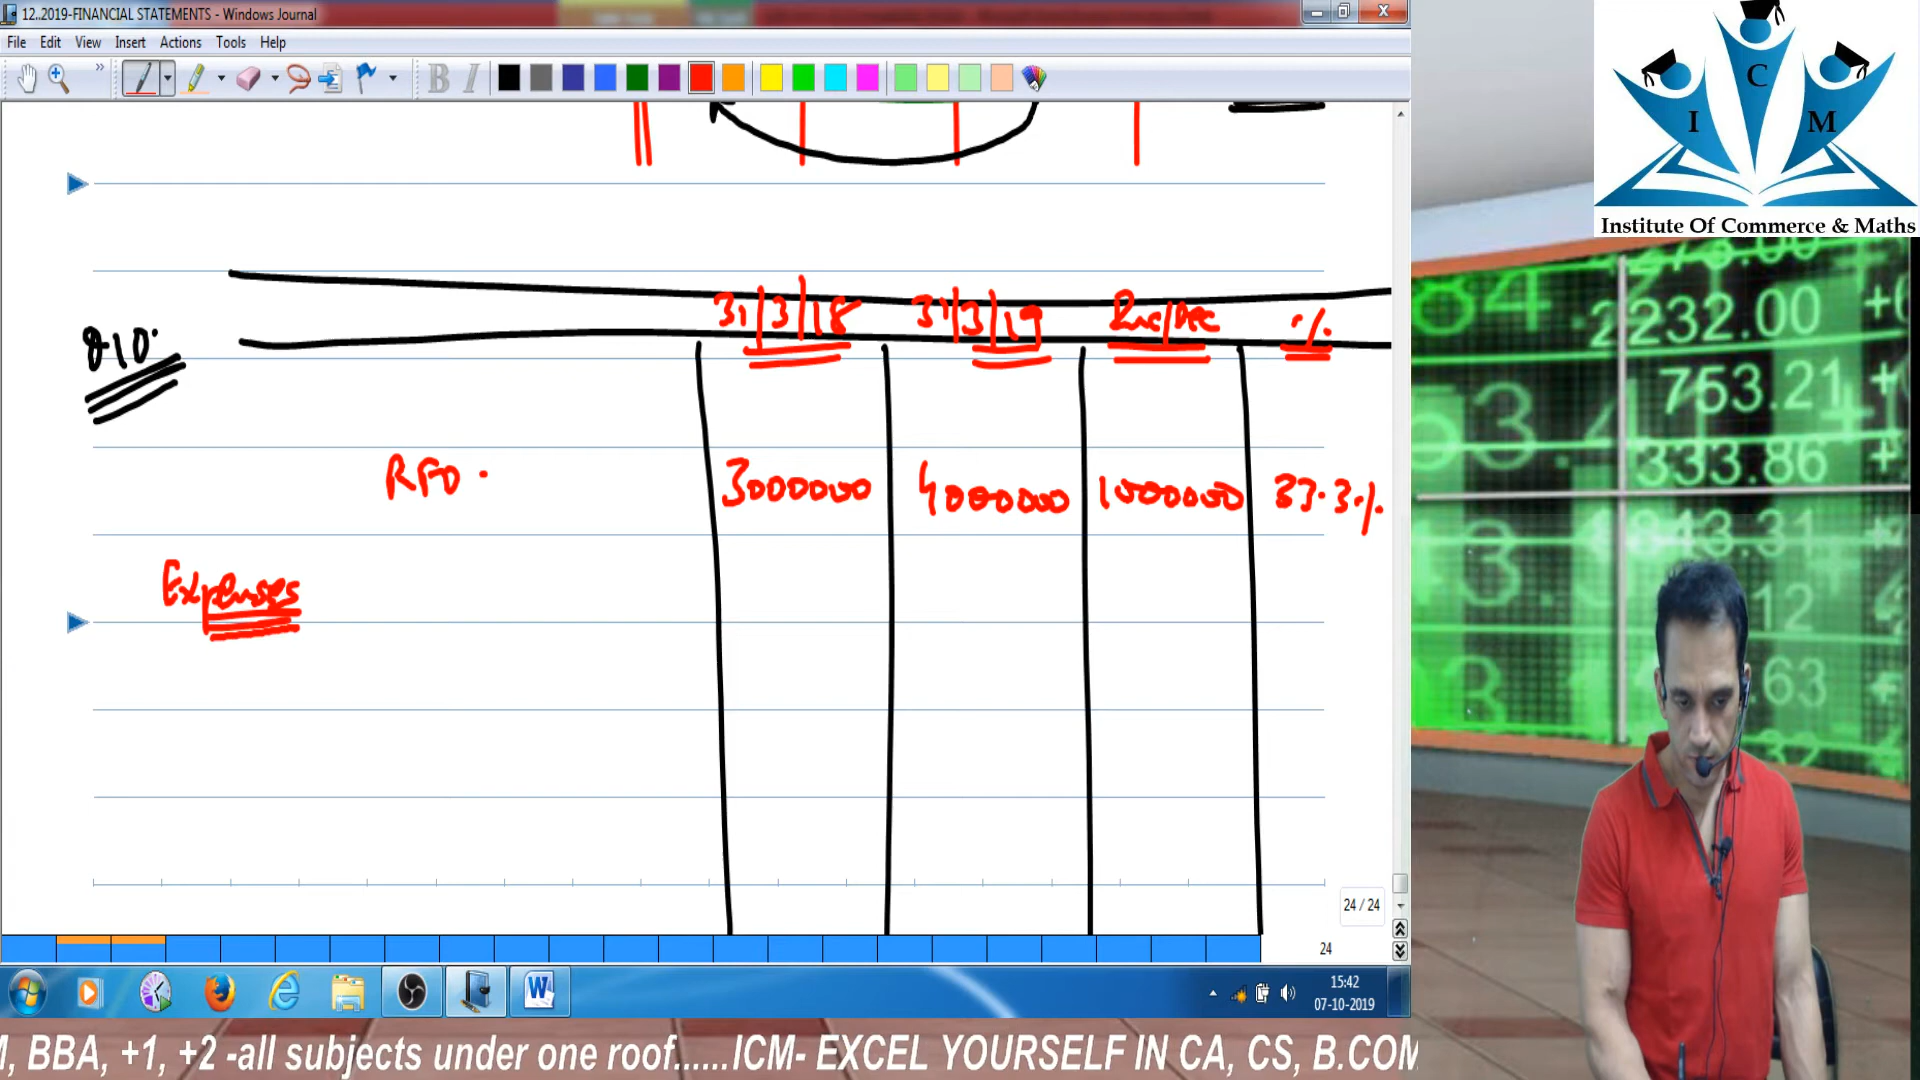 12..2019-FINANCIAL STATEMENTS - Windows Journal
File Edit View Insert Actions Tools Help
B I
31/3/18 31/3/19 Inc/Dec %
Q10.
RFO. 3000000 4000000 1000000 33.3%
Expenses
24 / 24
24
15:42
07-10-2019
I C M
Institute Of Commerce & Maths
2,232.00
753.21
333.86
M, BBA, +1, +2 -all subjects under one roof......ICM- EXCEL YOURSELF IN CA, CS, B.COM